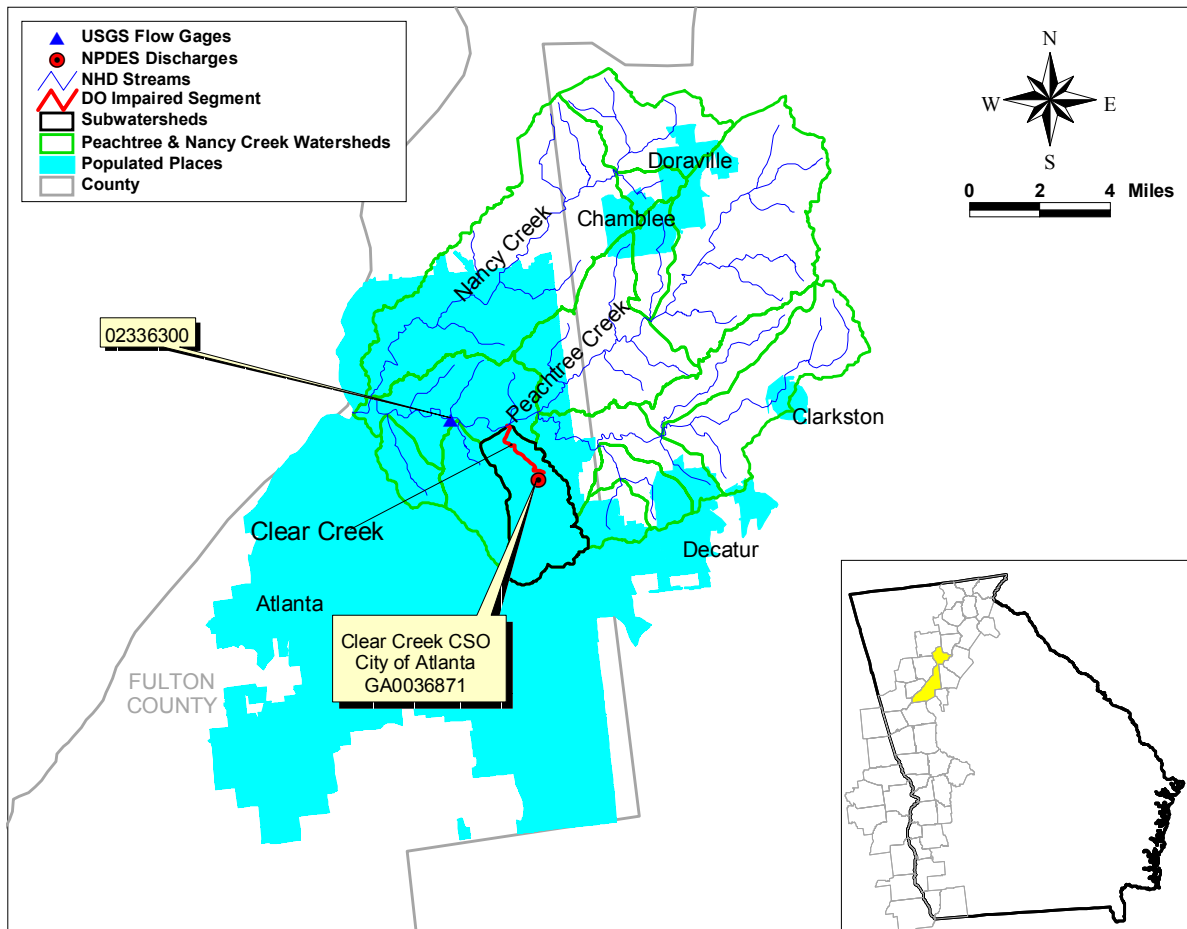 USGS Flow Gages
NPDES Discharges
NHD Streams
DO Impaired Segment
Subwatersheds
Peachtree & Nancy Creek Watersheds
Populated Places
County
N
W E
S
0 2 4 Miles
Doraville
Chamblee
Nancy Creek
Peachtree Creek
02336300
Clarkston
Clear Creek
Decatur
Atlanta
Clear Creek CSO
City of Atlanta
GA0036871
FULTON
COUNTY